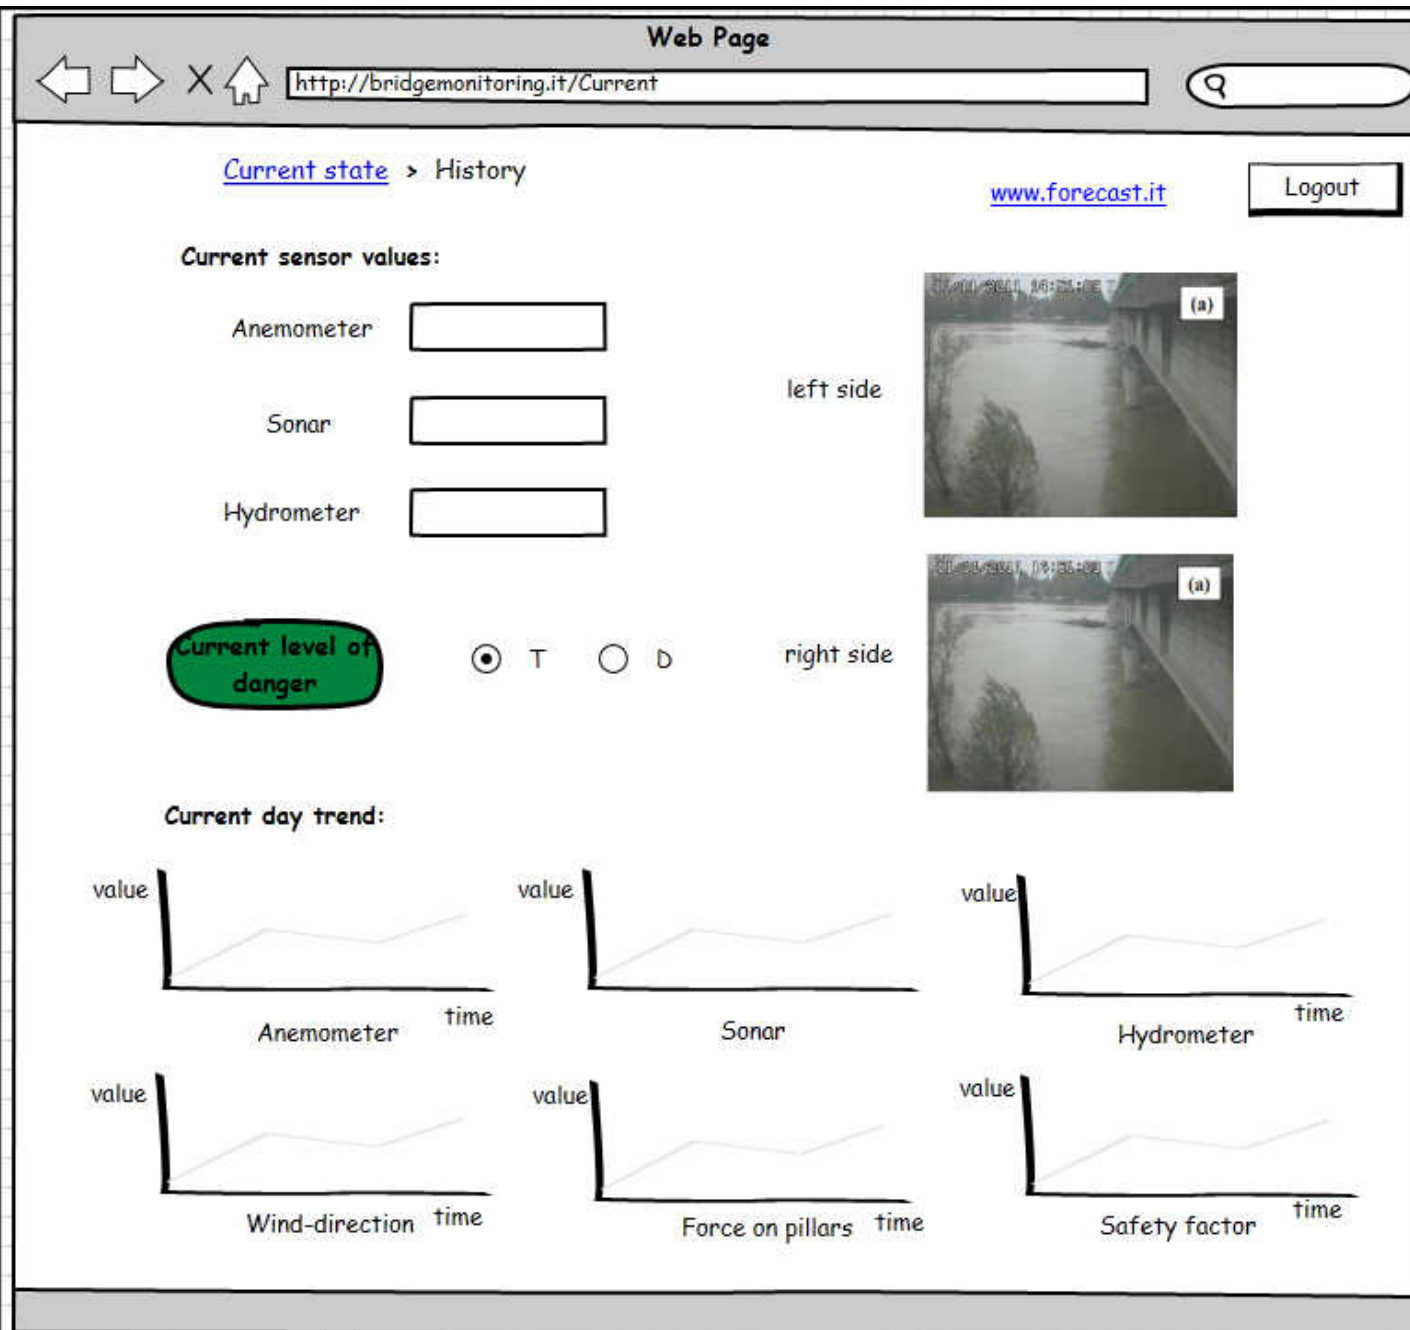 Web Page
http://bridgemonitoring.it/Current
Current state > History
www.forecast.it
Logout
Current sensor values:
Anemometer
Sonar
Hydrometer
left side
(a)
(a)
right side
Current level of
danger
T
D
Current day trend:
value
time
Anemometer
value
Sonar
value
time
Hydrometer
value
time
Wind-direction
value
time
Force on pillars
value
time
Safety factor